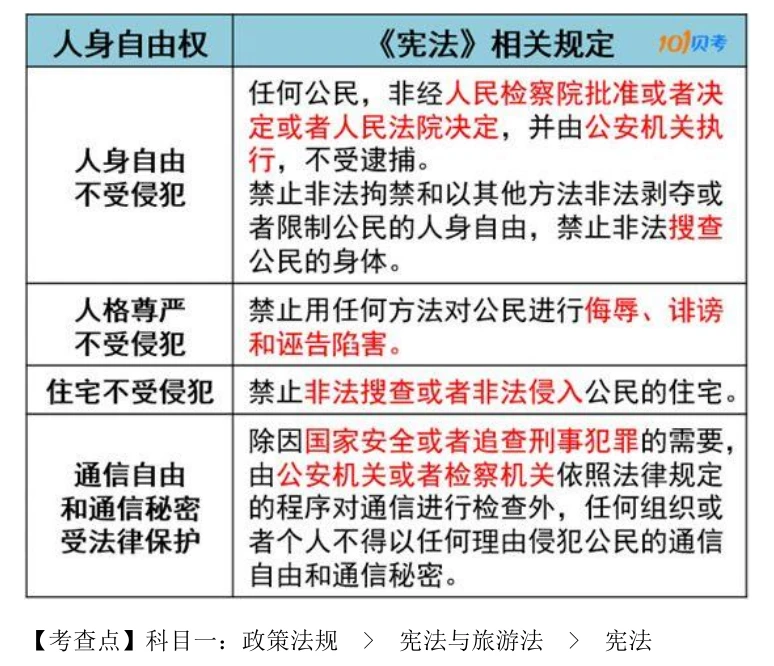 人身自由权
《宪法》相关规定
101贝考
人身自由
不受侵犯
任何公民，非经人民检察院批准或者决
定或者人民法院决定，并由公安机关执
行，不受逮捕。
禁止非法拘禁和以其他方法非法剥夺或
者限制公民的人身自由，禁止非法搜查
公民的身体。
人格尊严
不受侵犯
禁止用任何方法对公民进行侮辱、诽谤
和诬告陷害。
住宅不受侵犯
禁止非法搜查或者非法侵入公民的住宅。
通信自由
和通信秘密
受法律保护
除因国家安全或者追查刑事犯罪的需要，
由公安机关或者检察机关依照法律规定
的程序对通信进行检查外，任何组织或
者个人不得以任何理由侵犯公民的通信
自由和通信秘密。
【考查点】科目一：政策法规 > 宪法与旅游法 > 宪法